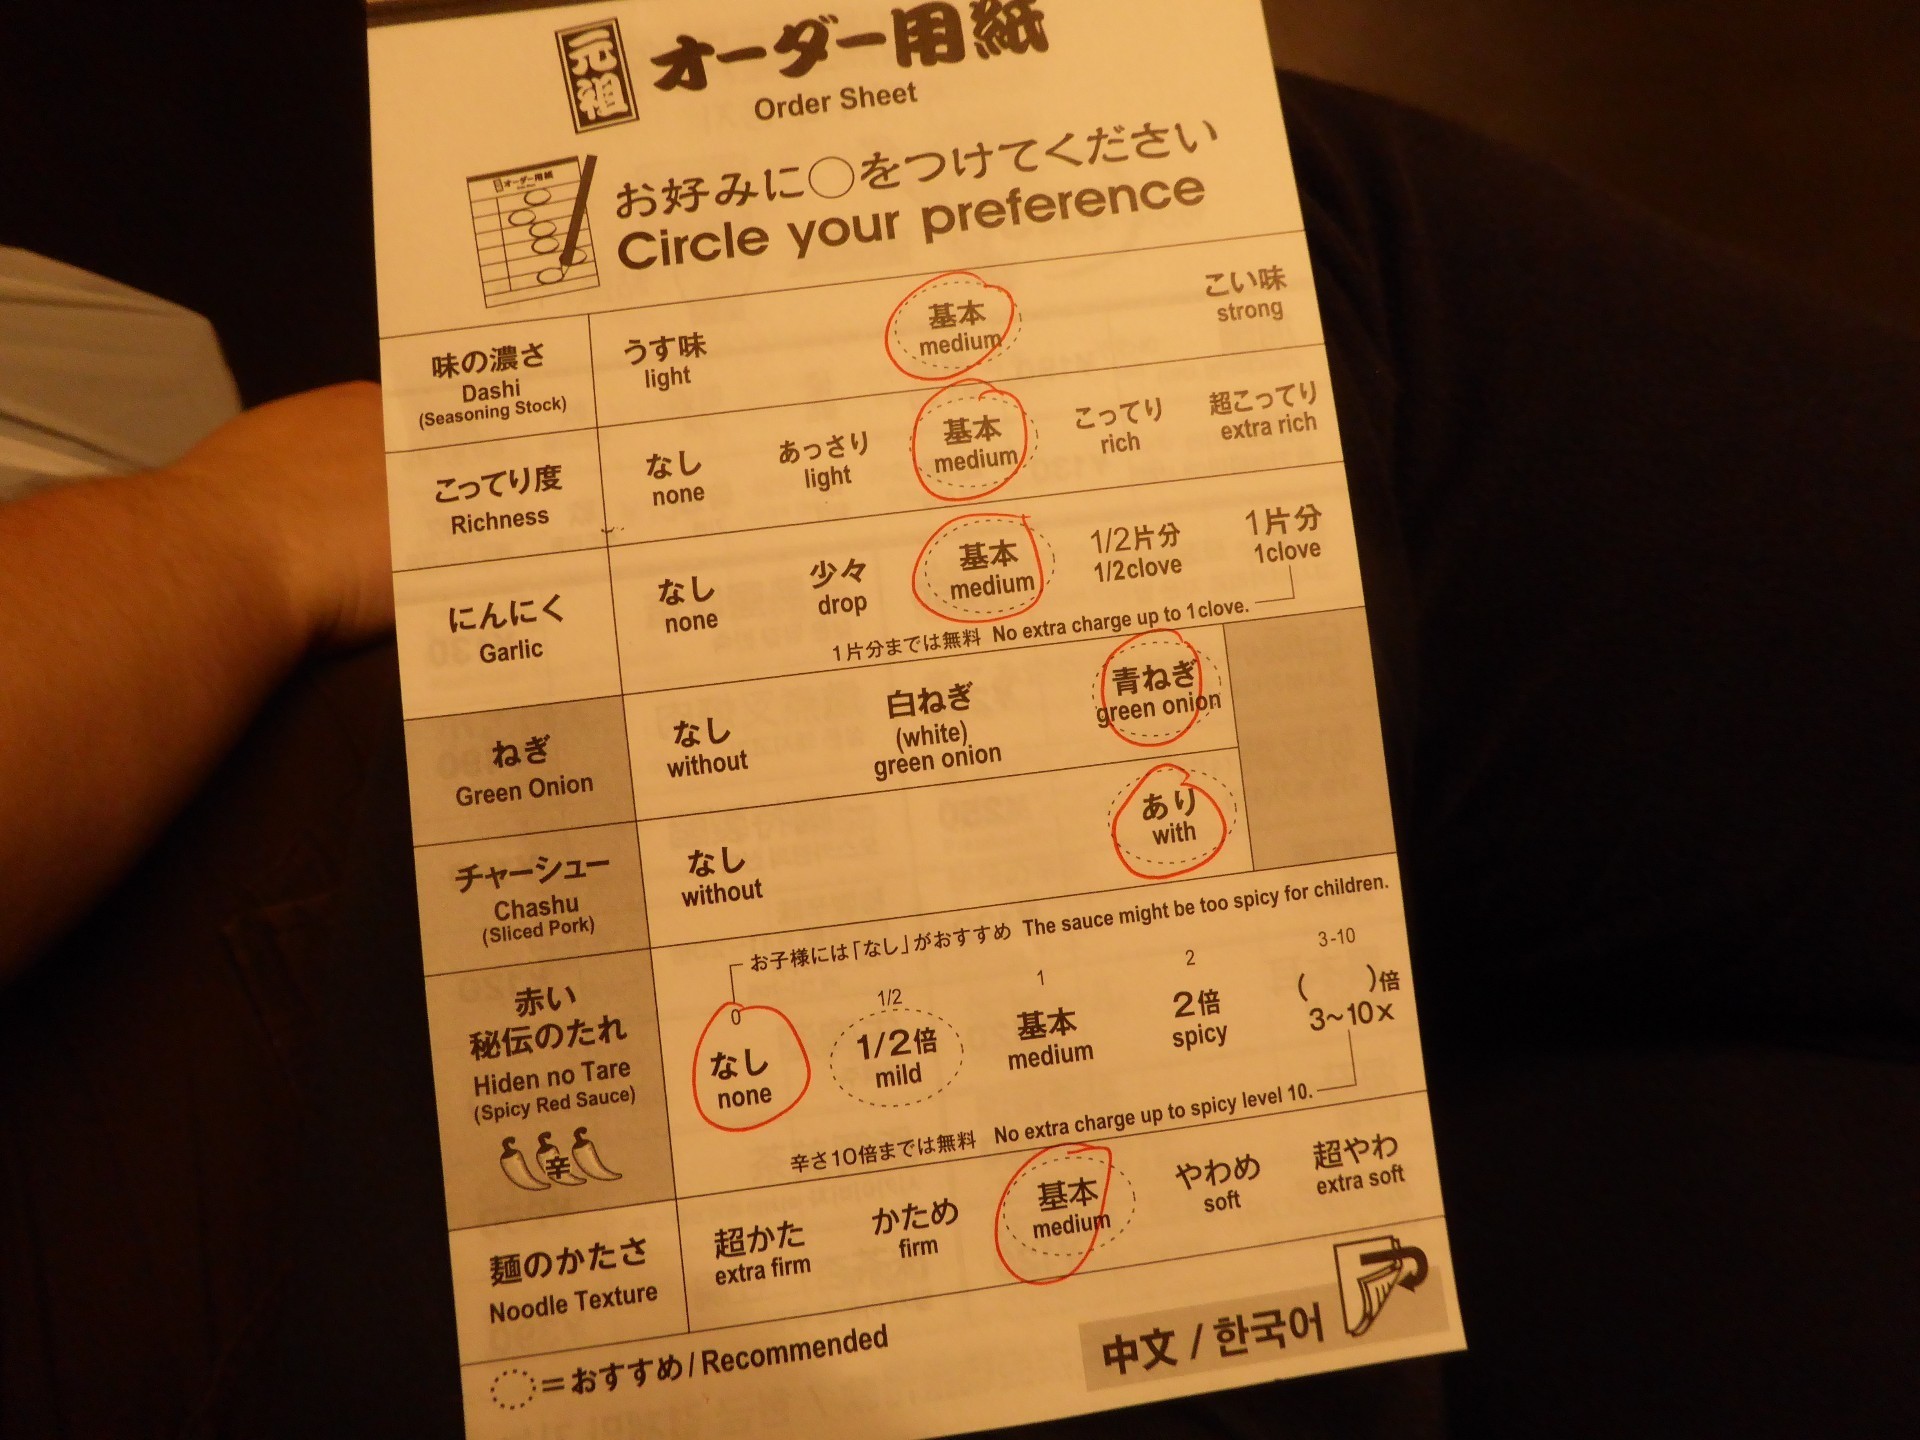 元祖
オーダー用紙
Order Sheet
オーダー用紙
お好みに○をつけてください
Circle your preference
味の濃さ
Dashi
(Seasoning Stock)
うす味
light
基本
medium
こい味
strong
こってり度
Richness
なし
none
あっさり
light
基本
medium
こってり
rich
超こってり
extra rich
にんにく
Garlic
なし
none
少々
drop
基本
medium
1/2片分
1/2clove
1片分
1clove
1片分までは無料 No extra charge up to 1clove.
ねぎ
Green Onion
なし
without
白ねぎ
(white)
green onion
青ねぎ
green onion
チャーシュー
Chashu
(Sliced Pork)
なし
without
あり
with
お子様には「なし」がおすすめ The sauce might be too spicy for children.
赤い
秘伝のたれ
Hiden no Tare
(Spicy Red Sauce)
辛
0
なし
none
1/2
1/2倍
mild
1
基本
medium
2
2倍
spicy
3-10
( )倍
3~10x
辛さ10倍までは無料 No extra charge up to spicy level 10.
麺のかたさ
Noodle Texture
超かた
extra firm
かため
firm
基本
medium
やわめ
soft
超やわ
extra soft
=おすすめ/Recommended
中文/한국어